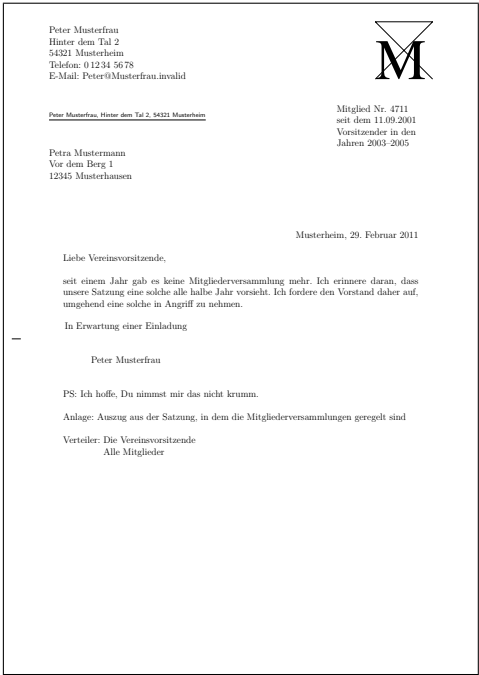 Peter Musterfrau
Hinter dem Tal 2
54321 Musterheim
Telefon: 0 12 34 56 78
E-Mail: Peter@Musterfrau.invalid
M
Peter Musterfrau, Hinter dem Tal 2, 54321 Musterheim
Mitglied Nr. 4711
seit dem 11.09.2001
Vorsitzender in den
Jahren 2003–2005
Petra Mustermann
Vor dem Berg 1
12345 Musterhausen
Musterheim, 29. Februar 2011
Liebe Vereinsvorsitzende,
seit einem Jahr gab es keine Mitgliederversammlung mehr. Ich erinnere daran, dass
unsere Satzung eine solche alle halbe Jahr vorsieht. Ich fordere den Vorstand daher auf,
umgehend eine solche in Angriff zu nehmen.
In Erwartung einer Einladung
Peter Musterfrau
PS: Ich hoffe, Du nimmst mir das nicht krumm.
Anlage: Auszug aus der Satzung, in dem die Mitgliederversammlungen geregelt sind
Verteiler: Die Vereinsvorsitzende
Alle Mitglieder